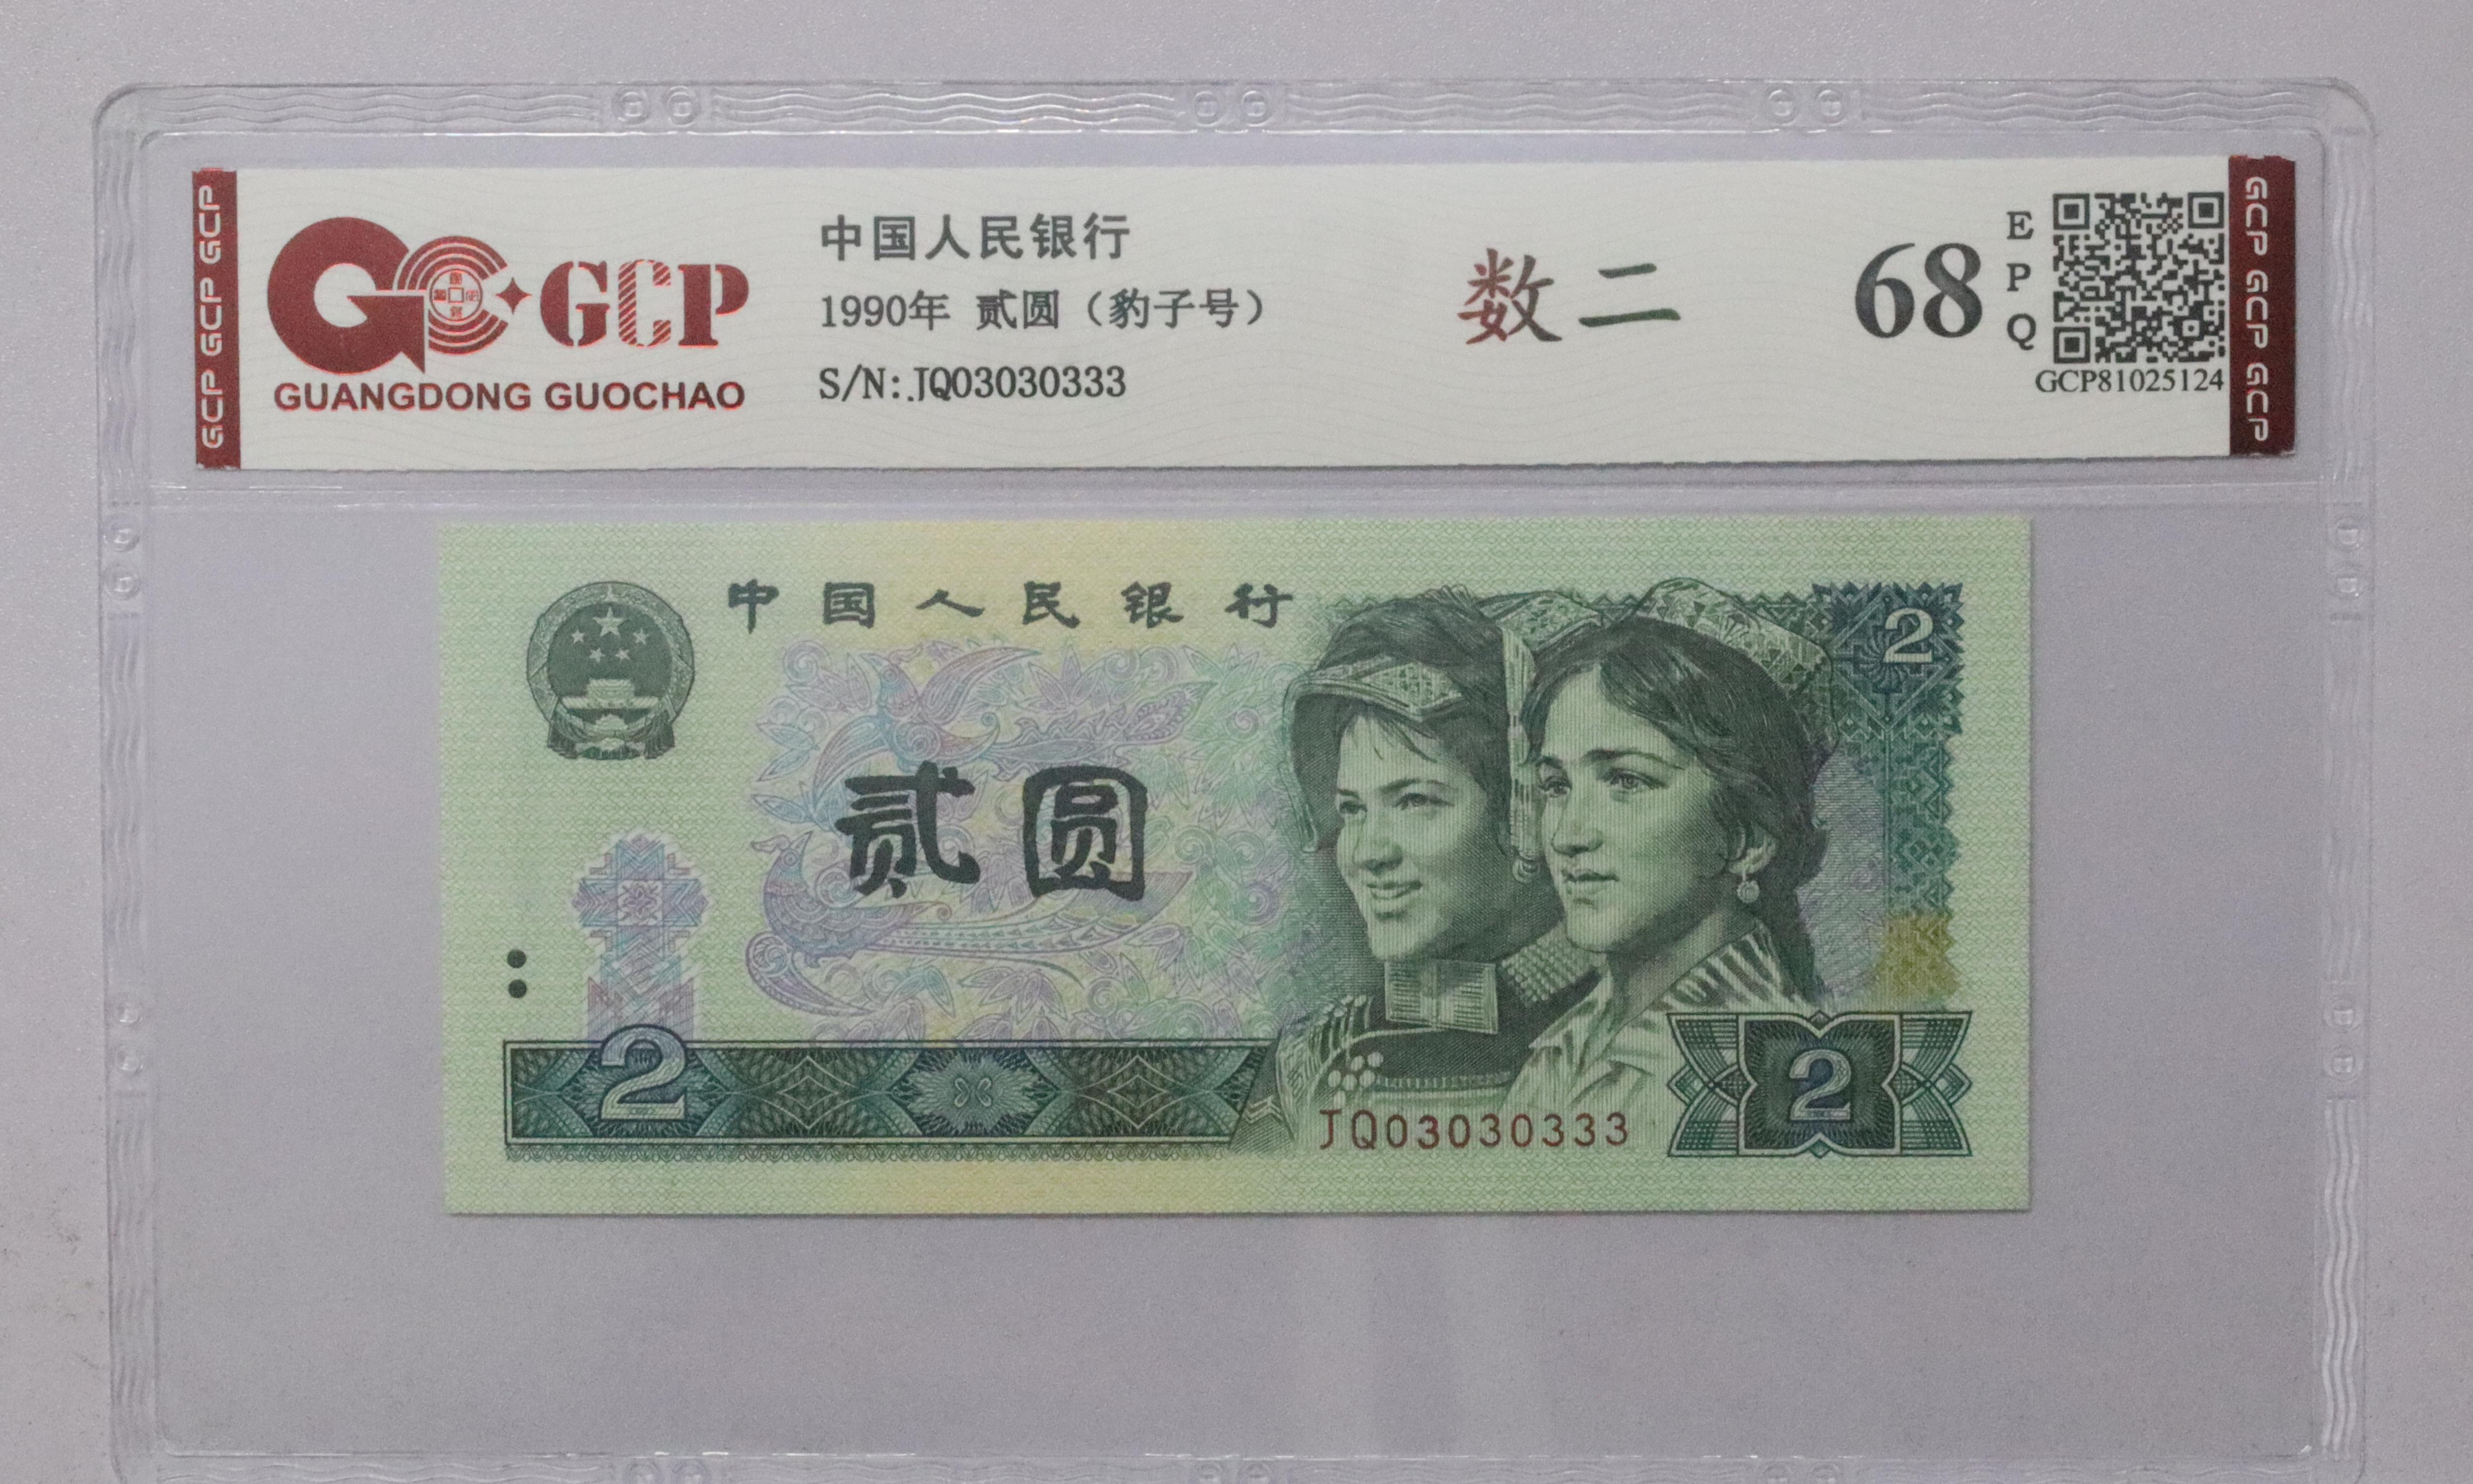 GCP GCP GCP
GCP
GUANGDONG GUOCHAO
中国人民银行
1990年 贰圆（豹子号）
S/N:JQ03030333
数二
68
EPQ
GCP81025124
GCP GCP GCP
中国人民银行
2
贰圆
2
JQ03030333
2